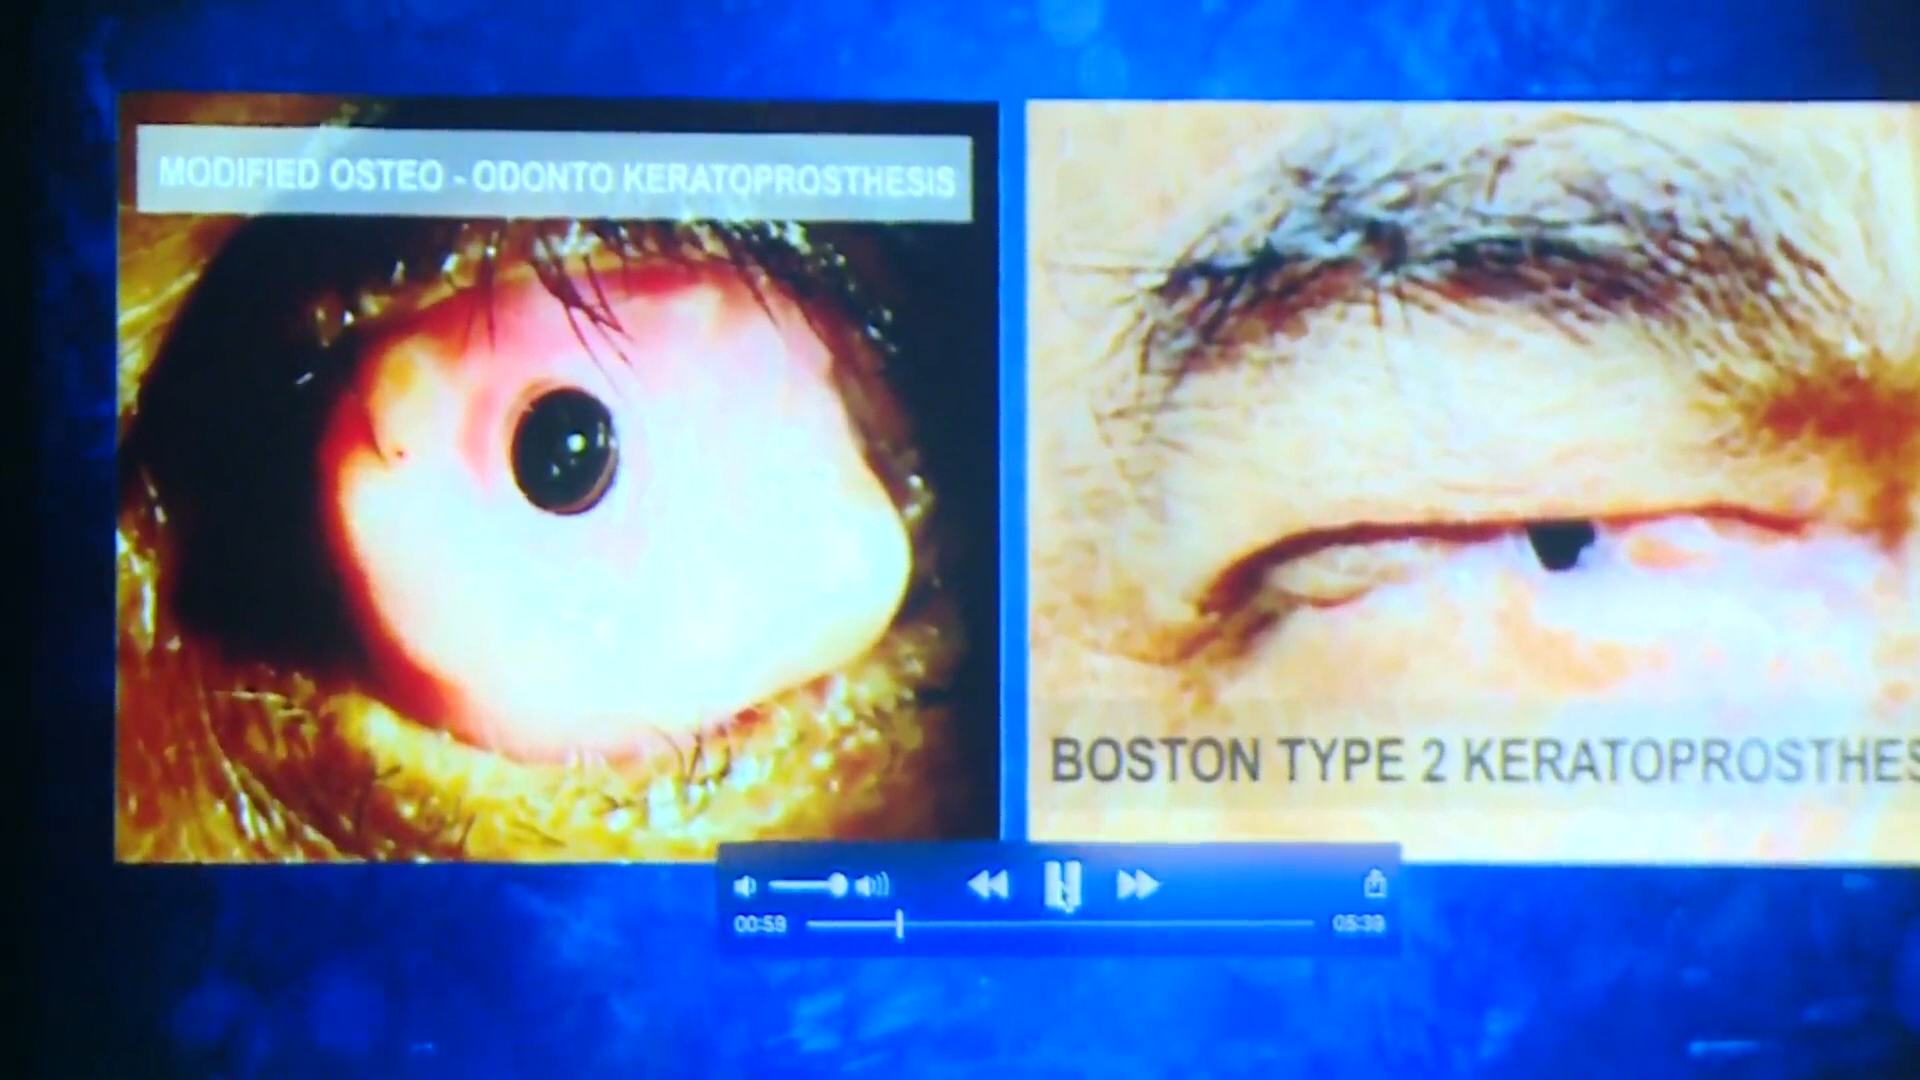 MODIFIED OSTEO - ODONTO KERATOPROSTHESIS
BOSTON TYPE 2 KERATOPROSTHES
00:59
05:39